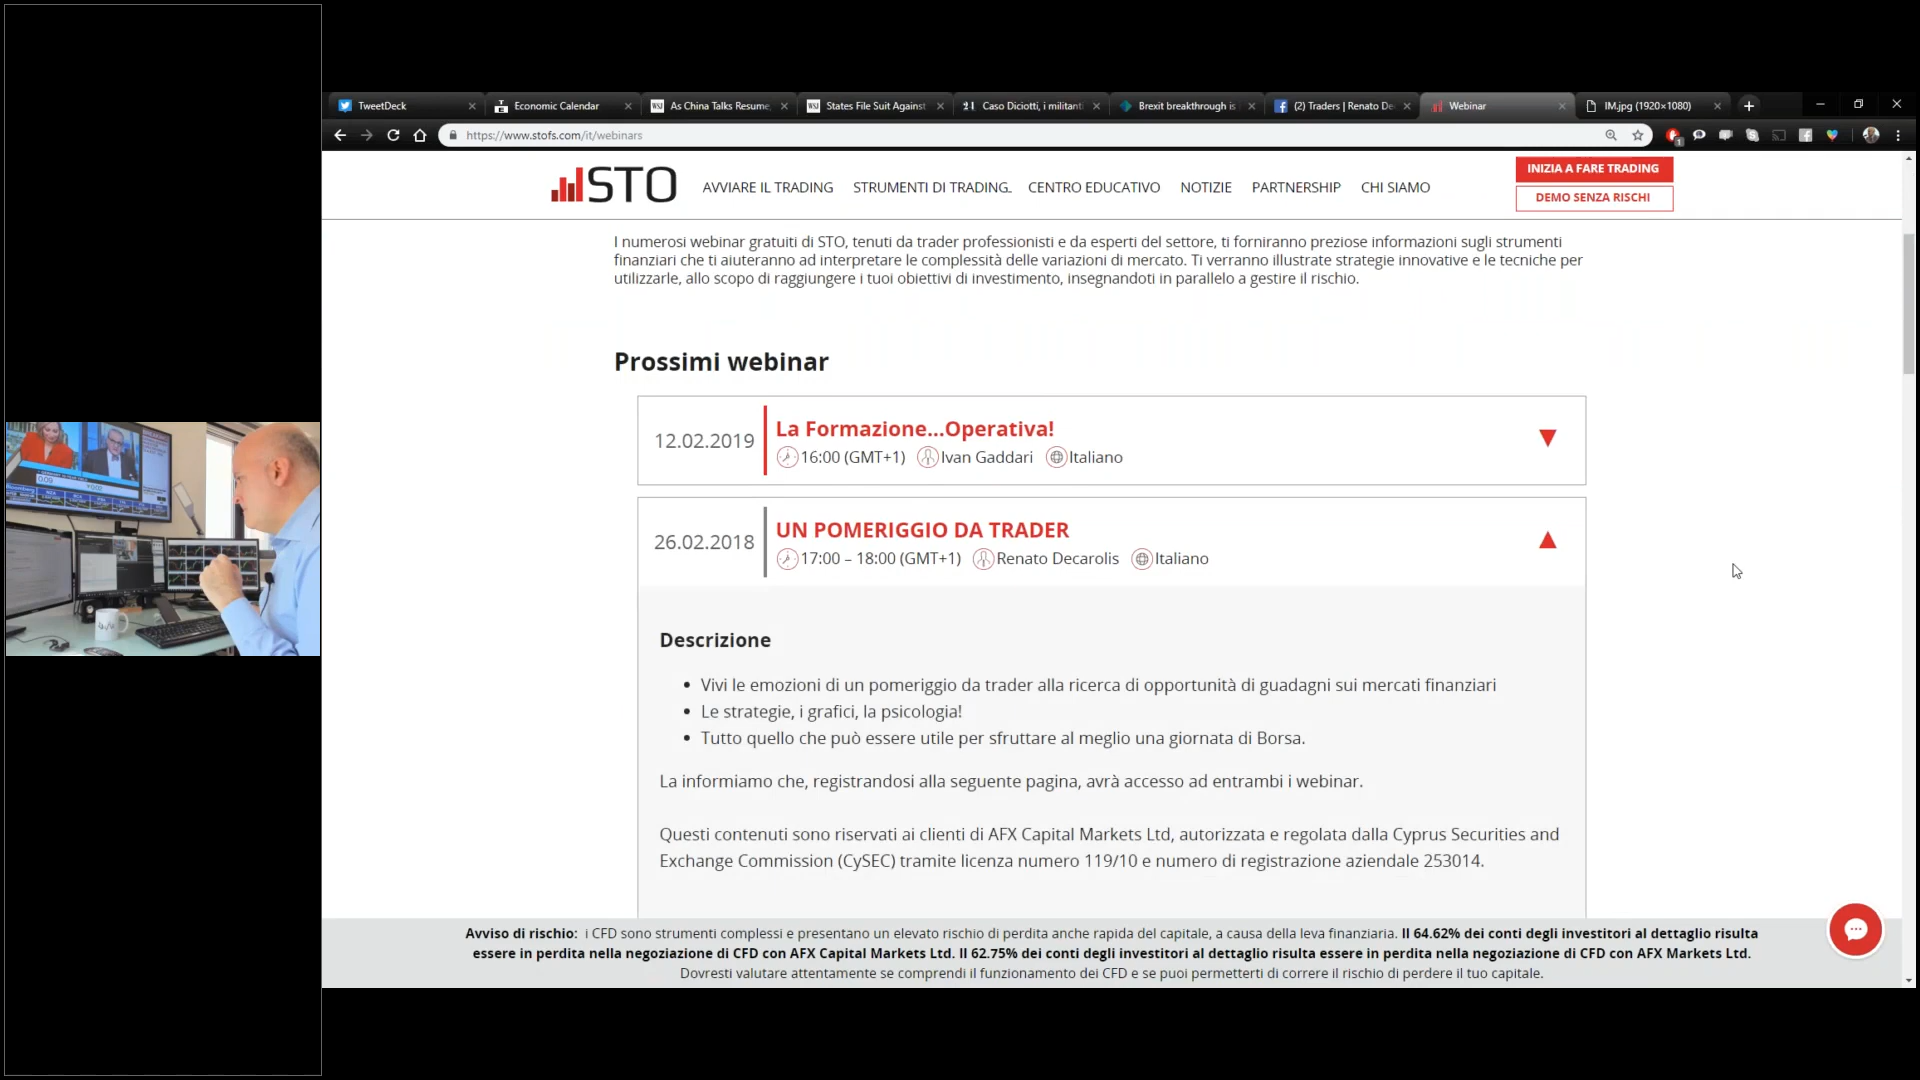 TweetDeck
Economic Calendar
As China Talks Resume,
States File Suit Against
Caso Diciotti, i militanti
Brexit breakthrough is
(2) Traders | Renato De
Webinar
IM.jpg (1920×1080)
https://www.stofs.com/it/webinars
STO
AVVIARE IL TRADING
STRUMENTI DI TRADING
CENTRO EDUCATIVO
NOTIZIE
PARTNERSHIP
CHI SIAMO
INIZIA A FARE TRADING
DEMO SENZA RISCHI
I numerosi webinar gratuiti di STO, tenuti da trader professionisti e da esperti del settore, ti forniranno preziose informazioni sugli strumenti
finanziari che ti aiuteranno ad interpretare le complessità delle variazioni di mercato. Ti verranno illustrate strategie innovative e le tecniche per
utilizzarle, allo scopo di raggiungere i tuoi obiettivi di investimento, insegnandoti in parallelo a gestire il rischio.
Prossimi webinar
12.02.2019
La Formazione...Operativa!
16:00 (GMT+1) Ivan Gaddari Italiano
26.02.2018
UN POMERIGGIO DA TRADER
17:00 – 18:00 (GMT+1) Renato Decarolis Italiano
Descrizione
• Vivi le emozioni di un pomeriggio da trader alla ricerca di opportunità di guadagni sui mercati finanziari
• Le strategie, i grafici, la psicologia!
• Tutto quello che può essere utile per sfruttare al meglio una giornata di Borsa.
La informiamo che, registrandosi alla seguente pagina, avrà accesso ad entrambi i webinar.
Questi contenuti sono riservati ai clienti di AFX Capital Markets Ltd, autorizzata e regolata dalla Cyprus Securities and
Exchange Commission (CySEC) tramite licenza numero 119/10 e numero di registrazione aziendale 253014.
Avviso di rischio: i CFD sono strumenti complessi e presentano un elevato rischio di perdita anche rapida del capitale, a causa della leva finanziaria. Il 64.62% dei conti degli investitori al dettaglio risulta
essere in perdita nella negoziazione di CFD con AFX Capital Markets Ltd. Il 62.75% dei conti degli investitori al dettaglio risulta essere in perdita nella negoziazione di CFD con AFX Markets Ltd.
Dovresti valutare attentamente se comprendi il funzionamento dei CFD e se puoi permetterti di correre il rischio di perdere il tuo capitale.